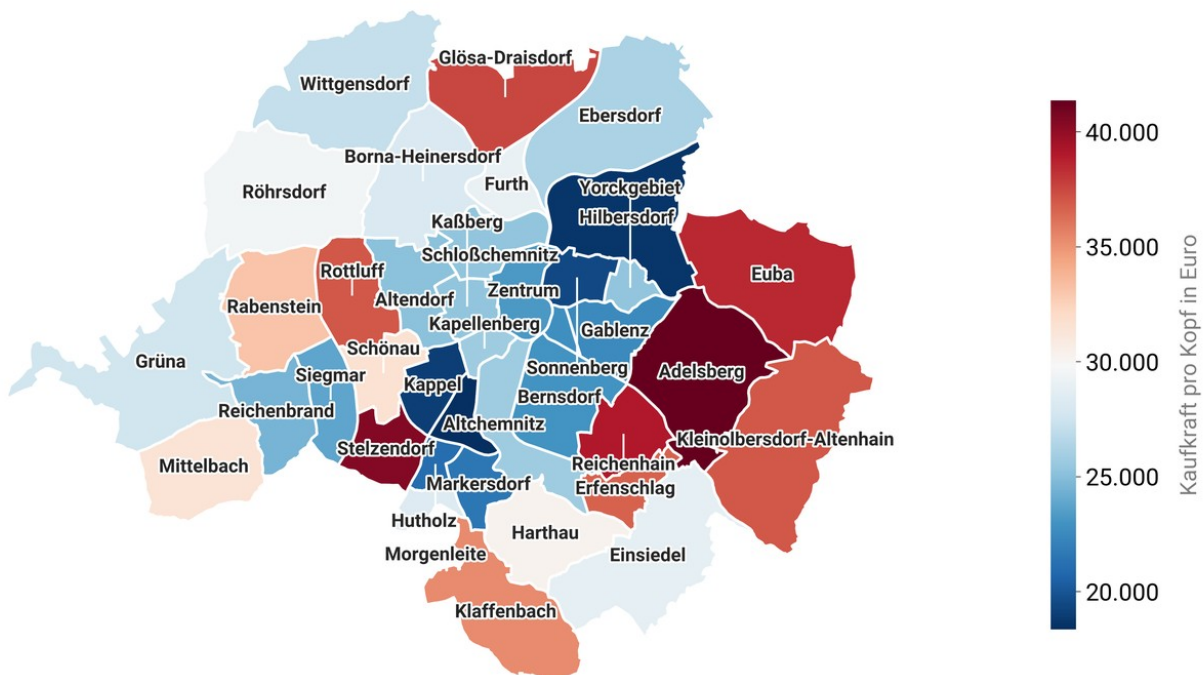 Glösa-Draisdorf
Wittgensdorf
Ebersdorf
40.000
Borna-Heinersdorf
Furth
Röhrsdorf
Yorckgebiet
Hilbersdorf
Kaßberg
Schloßchemnitz
35.000
Rottluff
Euba
Rabenstein
Altendorf
Zentrum
Kapellenberg
Gablenz
Schönau
Grüna
30.000
Siegmar
Kappel
Sonnenberg
Adelsberg
Reichenbrand
Bernsdorf
Altchemnitz
Kleinolbersdorf-Altenhain
Stelzendorf
Mittelbach
Reichenhain
25.000
Markersdorf
Erfenschlag
Hutholz
Harthau
Morgenleite
Einsiedel
20.000
Klaffenbach
Kaufkraft pro Kopf in Euro